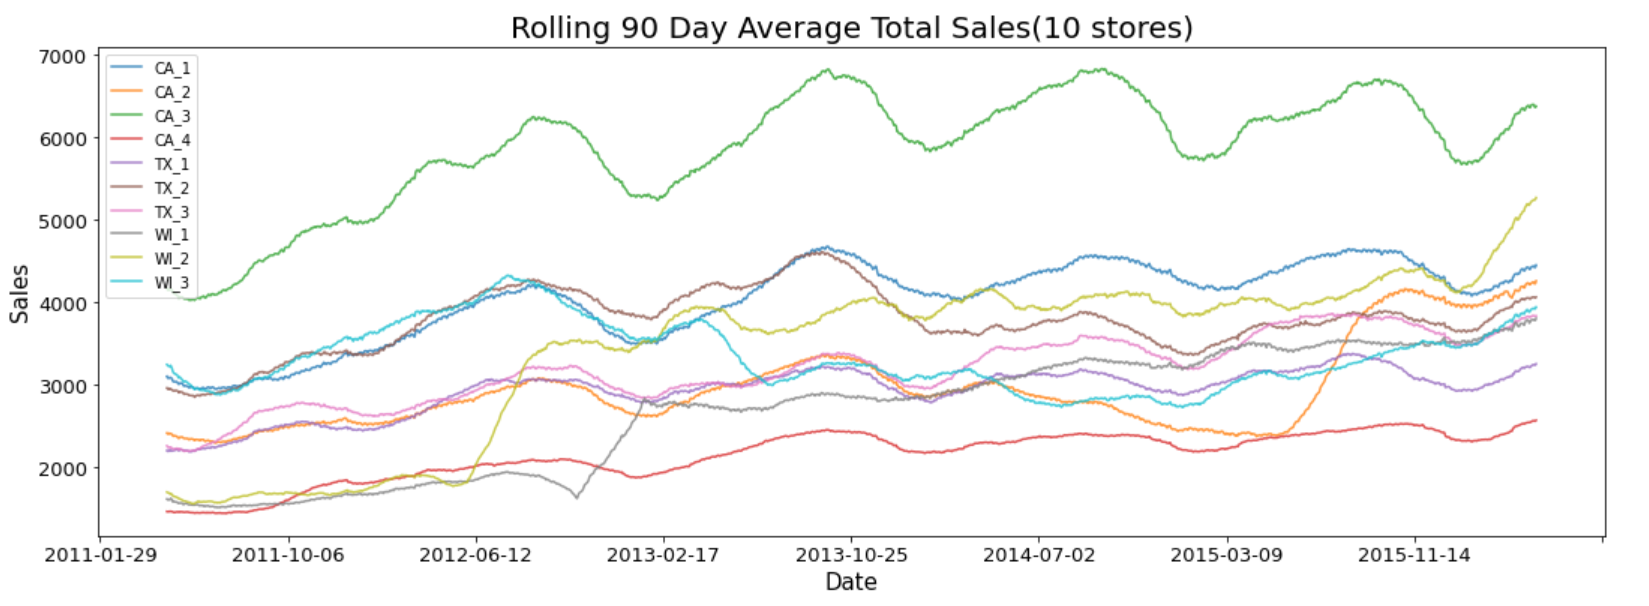 Rolling 90 Day Average Total Sales(10 stores)
7000
6000
5000
4000
3000
2000
Sales
CA_1
CA_2
CA_3
CA_4
TX_1
TX_2
TX_3
WI_1
WI_2
WI_3
2011-01-29 2011-10-06 2012-06-12 2013-02-17 2013-10-25 2014-07-02 2015-03-09 2015-11-14
Date